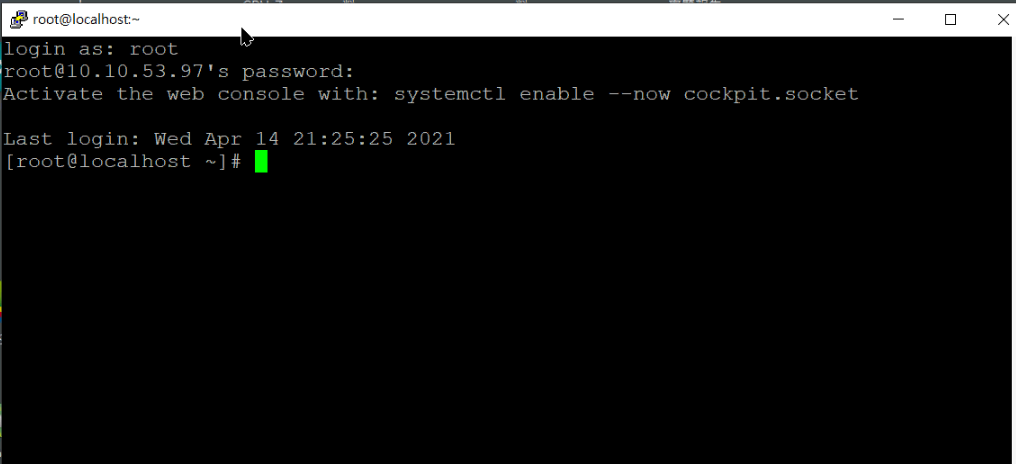 root@localhost:~
login as: root
root@10.10.53.97's password:
Activate the web console with: systemctl enable --now cockpit.socket
Last login: Wed Apr 14 21:25:25 2021
[root@localhost ~]#